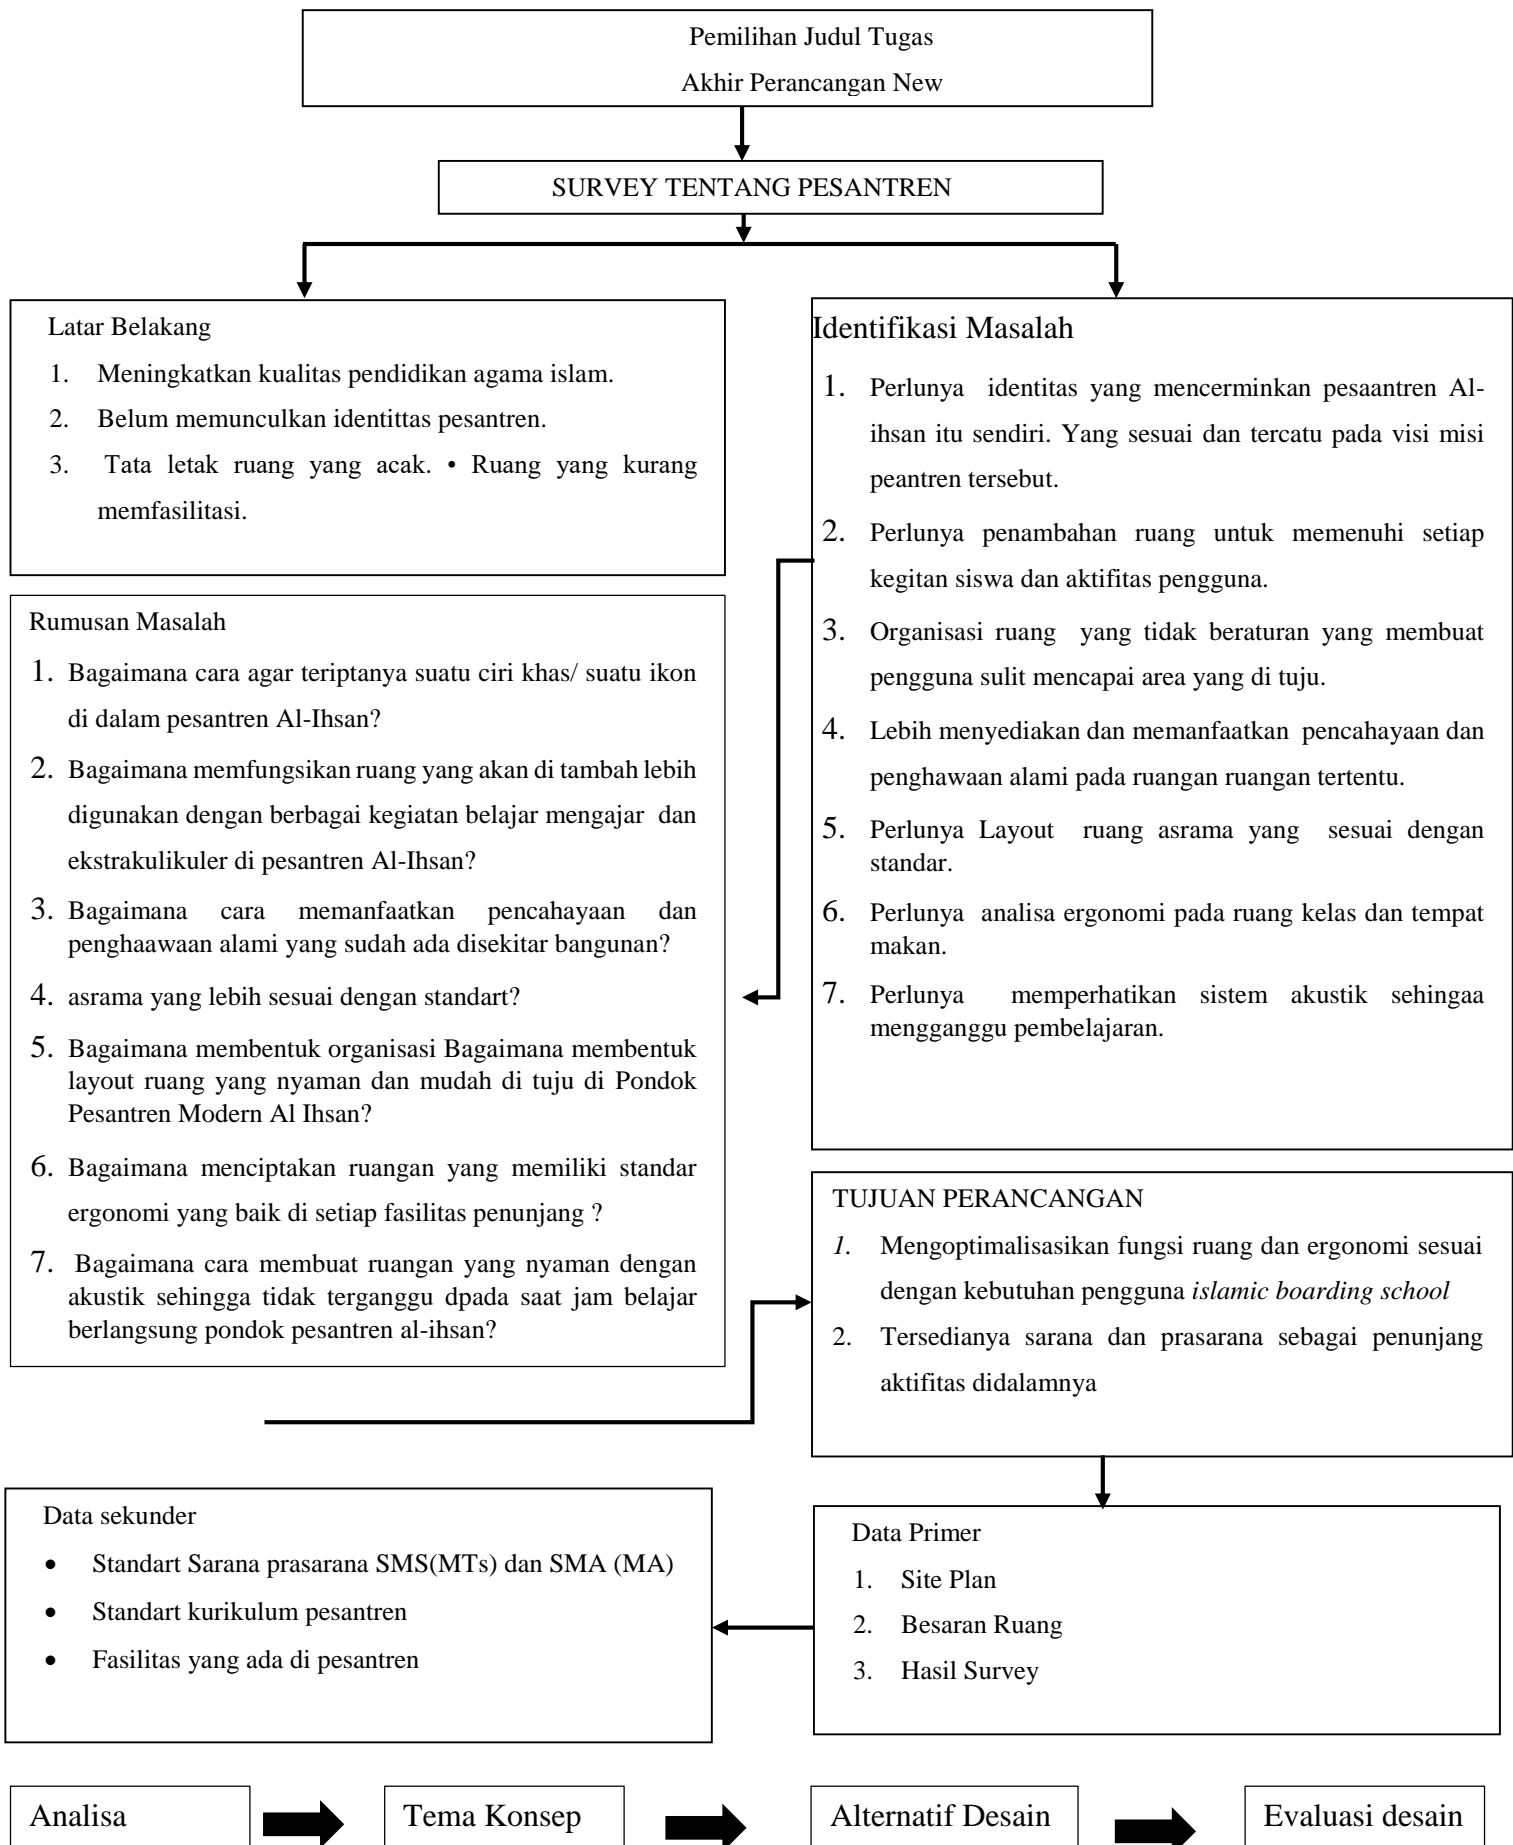 Pemilihan Judul Tugas
Akhir Perancangan New
SURVEY TENTANG PESANTREN
Latar Belakang
1. Meningkatkan kualitas pendidikan agama islam.
2. Belum memunculkan identittas pesantren.
3. Tata letak ruang yang acak. • Ruang yang kurang
memfasilitasi.
Identifikasi Masalah
1. Perlunya identitas yang mencerminkan pesaantren Al-
ihsan itu sendiri. Yang sesuai dan tercatu pada visi misi
peantren tersebut.
2. Perlunya penambahan ruang untuk memenuhi setiap
kegitan siswa dan aktifitas pengguna.
3. Organisasi ruang yang tidak beraturan yang membuat
pengguna sulit mencapai area yang di tuju.
4. Lebih menyediakan dan memanfaatkan pencahayaan dan
penghawaan alami pada ruangan ruangan tertentu.
5. Perlunya Layout ruang asrama yang sesuai dengan
standar.
6. Perlunya analisa ergonomi pada ruang kelas dan tempat
makan.
7. Perlunya memperhatikan sistem akustik sehingaa
mengganggu pembelajaran.
Rumusan Masalah
1. Bagaimana cara agar teriptanya suatu ciri khas/ suatu ikon
di dalam pesantren Al-Ihsan?
2. Bagaimana memfungsikan ruang yang akan di tambah lebih
digunakan dengan berbagai kegiatan belajar mengajar dan
ekstrakulikuler di pesantren Al-Ihsan?
3. Bagaimana cara memanfaatkan pencahayaan dan
penghaawaan alami yang sudah ada disekitar bangunan?
4. asrama yang lebih sesuai dengan standart?
5. Bagaimana membentuk organisasi Bagaimana membentuk
layout ruang yang nyaman dan mudah di tuju di Pondok
Pesantren Modern Al Ihsan?
6. Bagaimana menciptakan ruangan yang memiliki standar
ergonomi yang baik di setiap fasilitas penunjang ?
7. Bagaimana cara membuat ruangan yang nyaman dengan
akustik sehingga tidak terganggu dpada saat jam belajar
berlangsung pondok pesantren al-ihsan?
TUJUAN PERANCANGAN
1. Mengoptimalisasikan fungsi ruang dan ergonomi sesuai
dengan kebutuhan pengguna islamic boarding school
2. Tersedianya sarana dan prasarana sebagai penunjang
aktifitas didalamnya
Data sekunder
• Standart Sarana prasarana SMS(MTs) dan SMA (MA)
• Standart kurikulum pesantren
• Fasilitas yang ada di pesantren
Data Primer
1. Site Plan
2. Besaran Ruang
3. Hasil Survey
Analisa
Tema Konsep
Alternatif Desain
Evaluasi desain